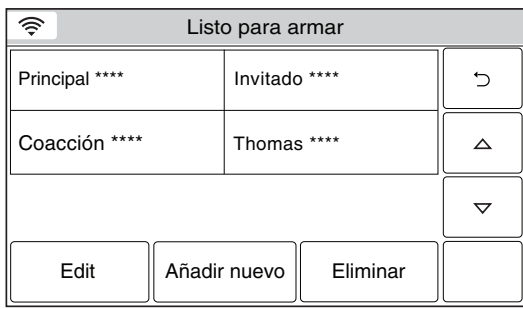 Listo para armar
Principal **** Invitado ****
Coacción **** Thomas ****
Edit Añadir nuevo Eliminar